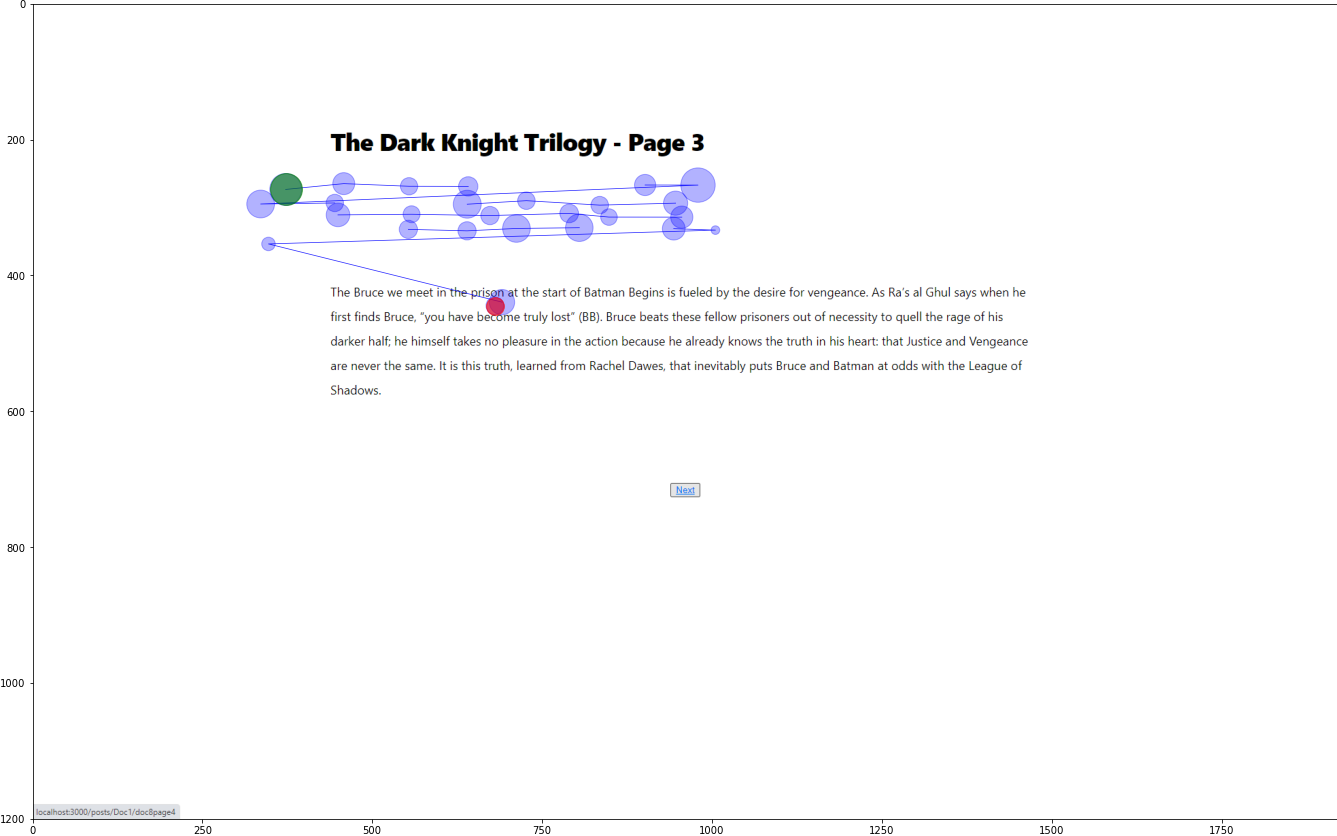 0
200
The Dark Knight Trilogy - Page 3
400
The Bruce we meet in the prison at the start of Batman Begins is fueled by the desire for vengeance. As Ra's al Ghul says when he
first finds Bruce, “you have become truly lost” (BB). Bruce beats these fellow prisoners out of necessity to quell the rage of his
darker half; he himself takes no pleasure in the action because he already knows the truth in his heart: that Justice and Vengeance
are never the same. It is this truth, learned from Rachel Dawes, that inevitably puts Bruce and Batman at odds with the League of
Shadows.
600
Next
800
1000
localhost:3000/posts/Doc1/doc8page4
1200
0 250 500 750 1000 1250 1500 1750